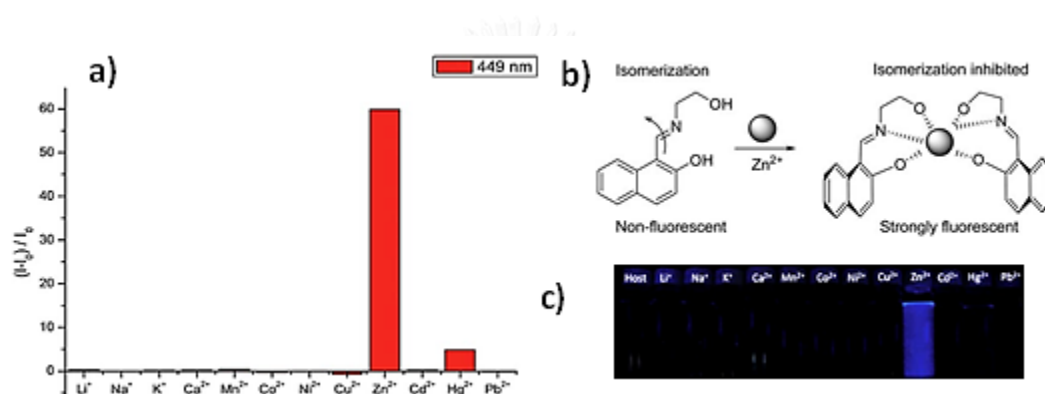 a)
449 nm
60
50
40
30
20
10
0
(I-I₀) / I₀
Li⁺ Na⁺ K⁺ Ca²⁺ Mn²⁺ Co²⁺ Ni²⁺ Cu²⁺ Zn²⁺ Cd²⁺ Hg²⁺ Pb²⁺
b)
Isomerization
Isomerization inhibited
OH
N
OH
Zn²⁺
O O
N N
O O
Non-fluorescent
Strongly fluorescent
c)
Host Li⁺ Na⁺ K⁺ Ca²⁺ Mn²⁺ Co²⁺ Ni²⁺ Cu²⁺ Zn²⁺ Cd²⁺ Hg²⁺ Pb²⁺